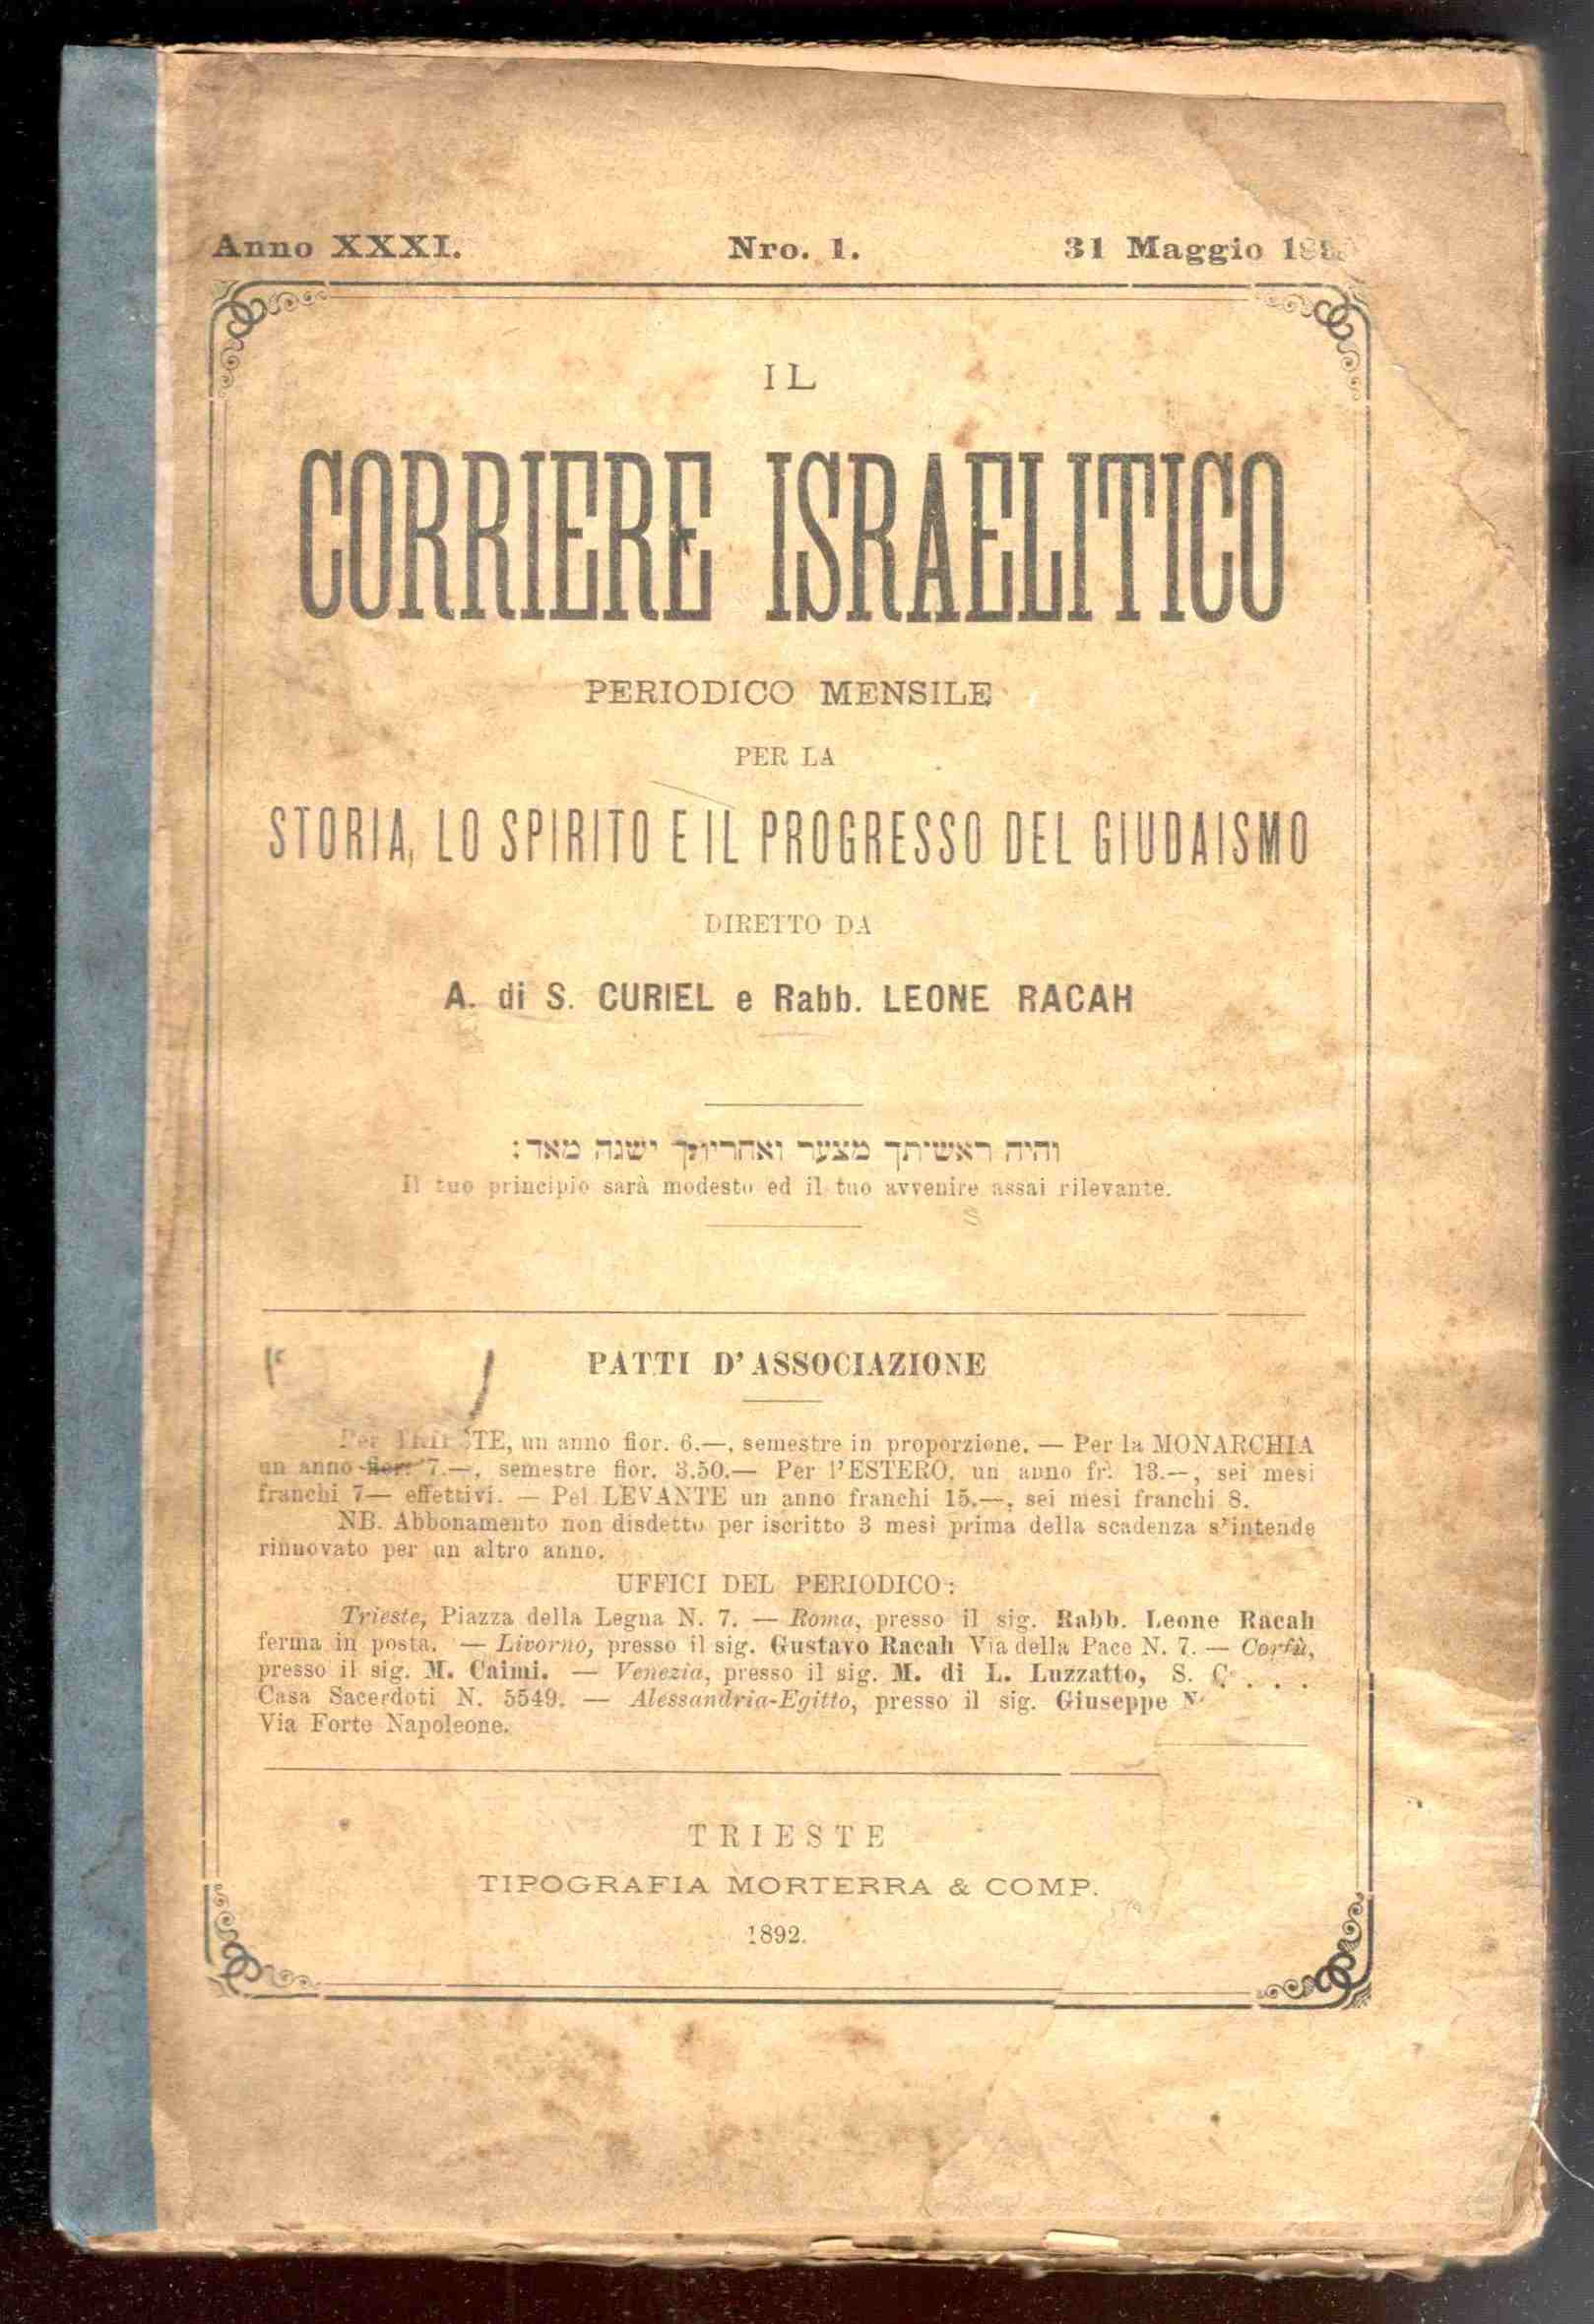 Anno XXXI. Nro. 1. 31 Maggio
IL
CORRIERE ISRAELITICO
PERIODICO MENSILE
PER LA
STORIA, LO SPIRITO E IL PROGRESSO DEL GIUDAISMO
DIRETTO DA
A. di S. CURIEL e Rabb. LEONE RACAH
והיה ראשיתך מצער ואחריותך ישגה מאד:
Il tuo principio sarà modesto ed il tuo avvenire assai rilevante.
PATTI D'ASSOCIAZIONE
Per un anno fior. 6.—, semestre in proporzione. — Per la MONARCHIA
un anno fior. 7.—, semestre fior. 3.50.— Per l'ESTERO, un anno fr. 13.—, sei mesi
franchi 7— effettivi. — Pel LEVANTE un anno franchi 15.—, sei mesi franchi 8.
NB. Abbonamento non disdetto per iscritto 3 mesi prima della scadenza s'intende
rinnovato per un altro anno.
UFFICI DEL PERIODICO:
Trieste, Piazza della Legna N. 7. — Roma, presso il sig. Rabb. Leone Racah
ferma in posta. — Livorno, presso il sig. Gustavo Racah Via della Pace N. 7. — Corfù,
presso il sig. M. Caimi. — Venezia, presso il sig. M. di L. Luzzatto, S.
Casa Sacerdoti N. 5549. — Alessandria-Egitto, presso il sig. Giuseppe
Via Forte Napoleone.
TRIESTE
TIPOGRAFIA MORTERRA & COMP.
1892.